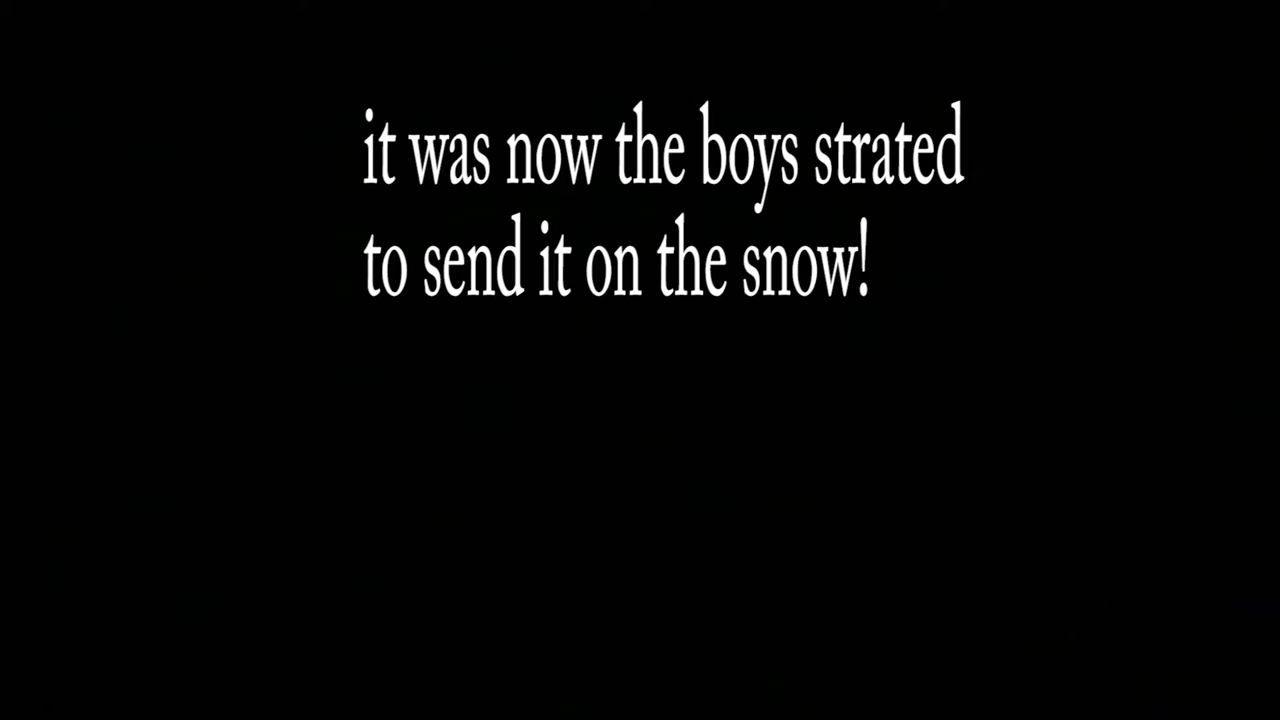 it was now the boys strated
to send it on the snow!